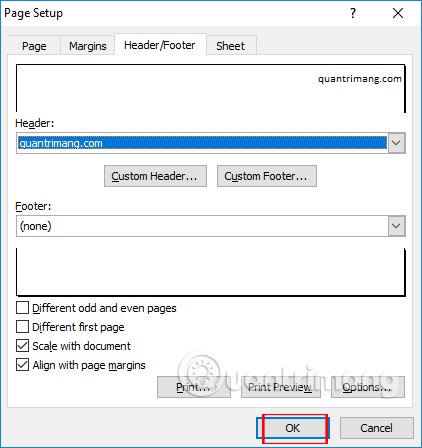 Page Setup
Page Margins Header/Footer Sheet
quantrimang.com
Header:
quantrimang.com
Custom Header... Custom Footer...
Footer:
(none)
Different odd and even pages
Different first page
Scale with document
Align with page margins
Quantrimang
Print... Print Preview Options...
OK Cancel